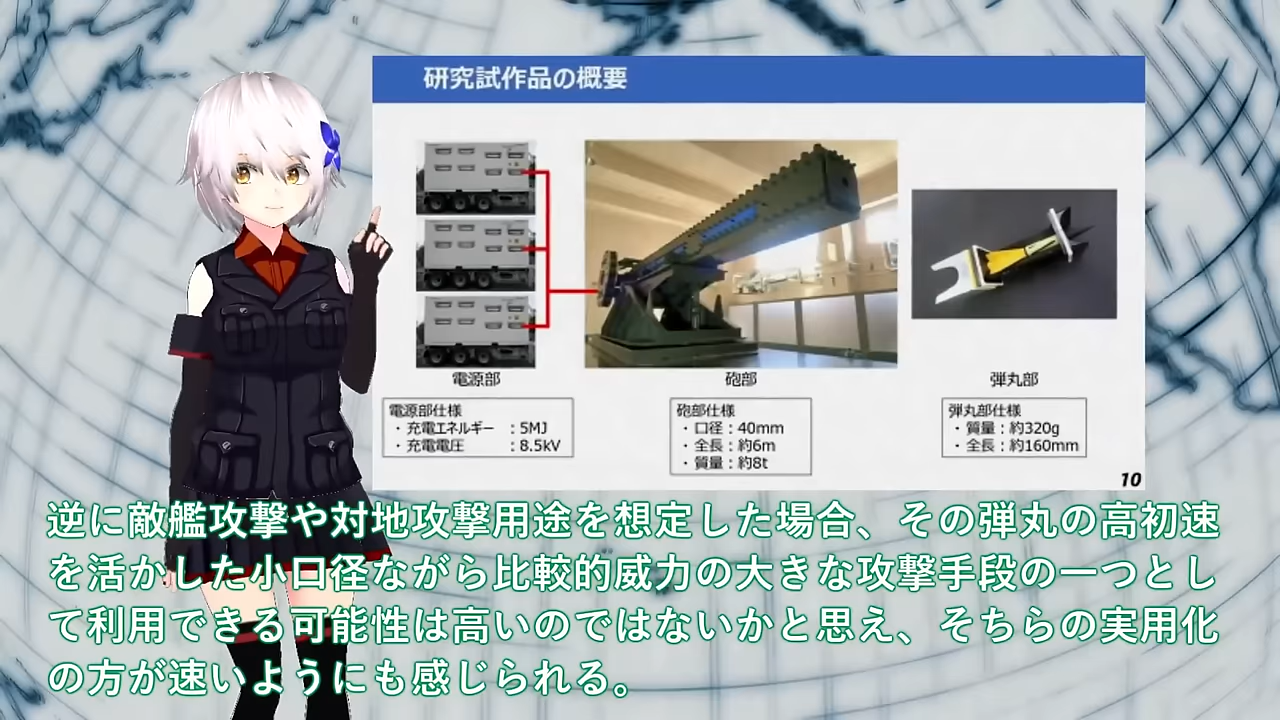 研究試作品の概要
電源部
砲部
弾丸部
電源部仕様
・充電エネルギー ：5MJ
・充電電圧 ：8.5kV
砲部仕様
・口径：40mm
・全長：約6m
・質量：約8t
弾丸部仕様
・質量：約320g
・全長：約160mm
10
逆に敵艦攻撃や対地攻撃用途を想定した場合、その弾丸の高初速
を活かした小口径ながら比較的威力の大きな攻撃手段の一つとし
て利用できる可能性は高いのではないかと思え、そちらの実用化
の方が速いようにも感じられる。